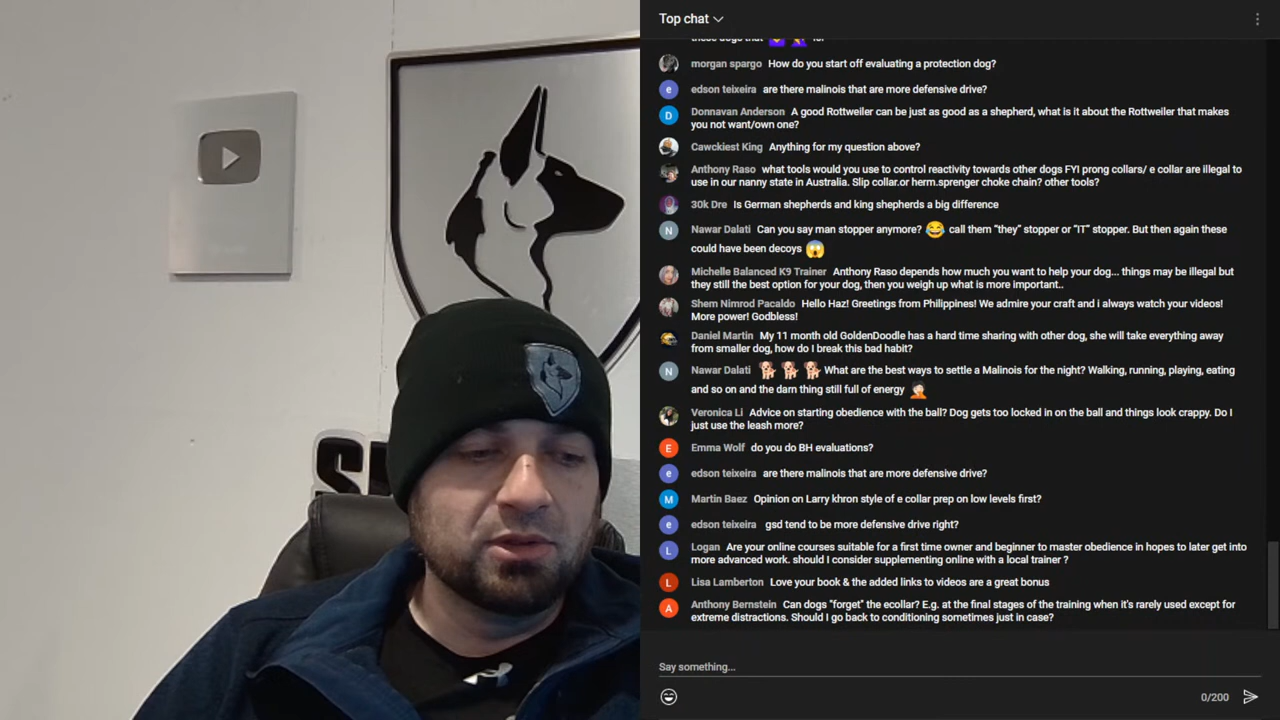 Top chat
these dogs that
morgan spargo How do you start off evaluating a protection dog?
e edson teixeira are there malinois that are more defensive drive?
D Donnavan Anderson A good Rottweiler can be just as good as a shepherd, what is it about the Rottweiler that makes
you not want/own one?
Cawckiest King Anything for my question above?
Anthony Raso what tools would you use to control reactivity towards other dogs FYI prong collars/ e collar are illegal to
use in our nanny state in Australia. Slip collar.or herm.sprenger choke chain? other tools?
30k Dre Is German shepherds and king shepherds a big difference
N Nawar Dalati Can you say man stopper anymore? 😂 call them "they" stopper or "IT" stopper. But then again these
could have been decoys 😱
Michelle Balanced K9 Trainer Anthony Raso depends how much you want to help your dog... things may be illegal but
they still the best option for your dog, then you weigh up what is more important..
Shem Nimrod Pacaldo Hello Haz! Greetings from Philippines! We admire your craft and i always watch your videos!
More power! Godbless!
Daniel Martin My 11 month old GoldenDoodle has a hard time sharing with other dog, she will take everything away
from smaller dog, how do I break this bad habit?
N Nawar Dalati 🐕 🐕 🐕 What are the best ways to settle a Malinois for the night? Walking, running, playing, eating
and so on and the darn thing still full of energy 🤦🏻
Veronica Li Advice on starting obedience with the ball? Dog gets too locked in on the ball and things look crappy. Do I
just use the leash more?
E Emma Wolf do you do BH evaluations?
e edson teixeira are there malinois that are more defensive drive?
M Martin Baez Opinion on Larry khron style of e collar prep on low levels first?
e edson teixeira gsd tend to be more defensive drive right?
L Logan Are your online courses suitable for a first time owner and beginner to master obedience in hopes to later get into
more advanced work. should I consider supplementing online with a local trainer ?
L Lisa Lamberton Love your book & the added links to videos are a great bonus
A Anthony Bernstein Can dogs "forget" the ecollar? E.g. at the final stages of the training when it's rarely used except for
extreme distractions. Should I go back to conditioning sometimes just in case?
Say something...
0/200